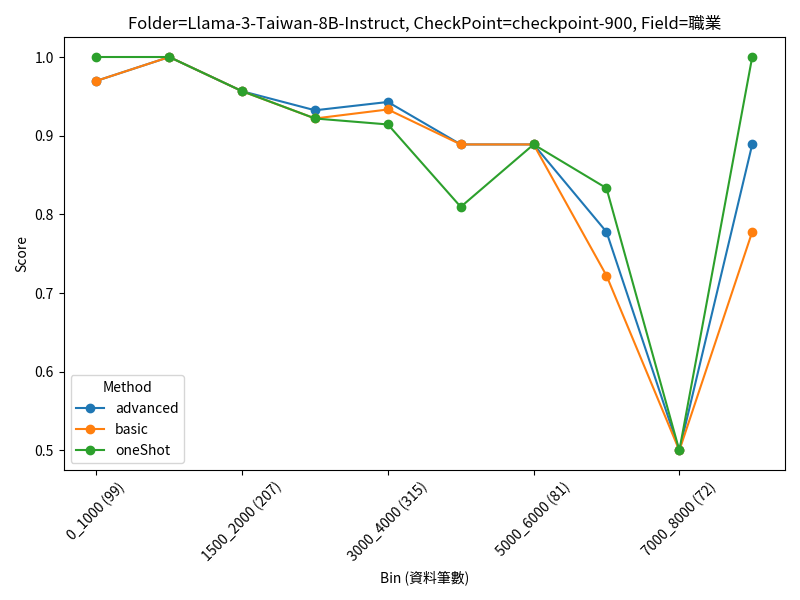 Folder=Llama-3-Taiwan-8B-Instruct, CheckPoint=checkpoint-900, Field=職業
1.0
0.9
0.8
0.7
0.6
0.5
Score
Method
advanced
basic
oneShot
0_1000 (99)
1500_2000 (207)
3000_4000 (315)
5000_6000 (81)
7000_8000 (72)
Bin (資料筆數)